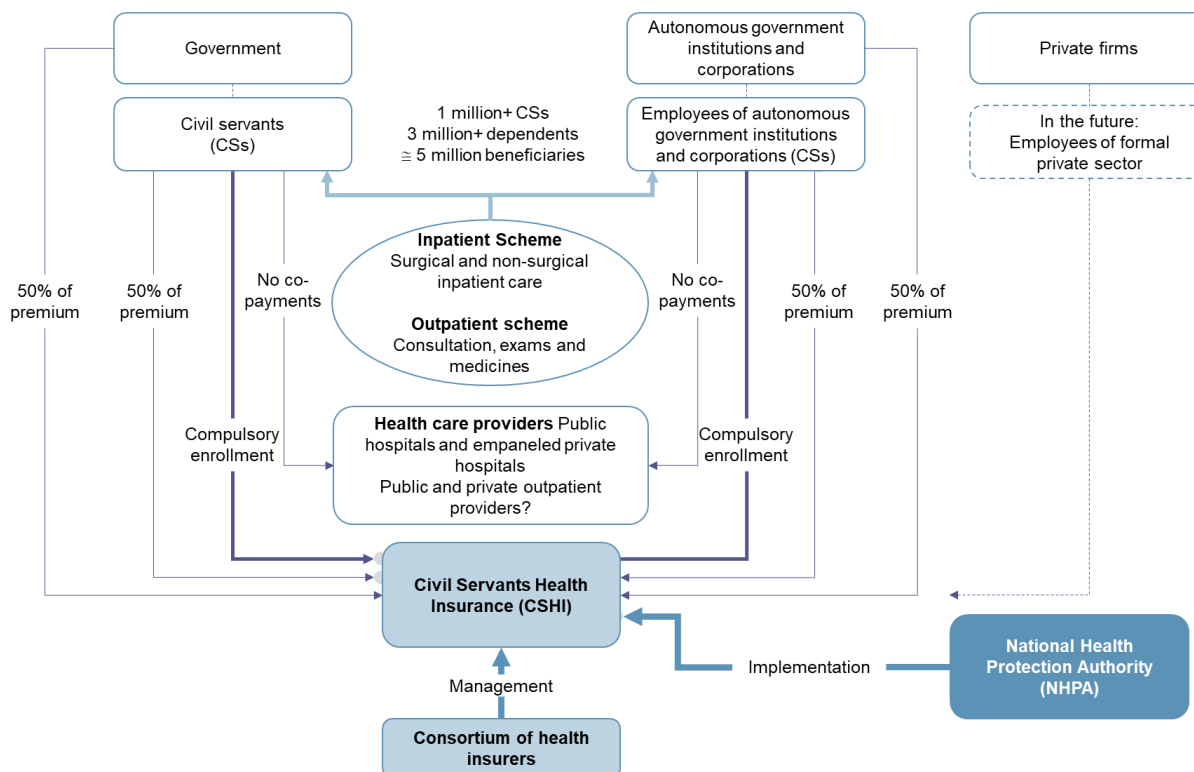 Government
Autonomous government
institutions and
corporations
Private firms
Civil servants
(CSs)
1 million+ CSs
3 million+ dependents
≅ 5 million beneficiaries
Employees of autonomous
government institutions
and corporations (CSs)
In the future:
Employees of formal
private sector
Inpatient Scheme
Surgical and non-surgical
inpatient care
Outpatient scheme
Consultation, exams and
medicines
50% of
premium
50% of
premium
No co-
payments
No co-
payments
50% of
premium
50% of
premium
Compulsory
enrollment
Health care providers Public
hospitals and empaneled private
hospitals
Public and private outpatient
providers?
Compulsory
enrollment
Civil Servants Health
Insurance (CSHI)
Management
Implementation
National Health
Protection Authority
(NHPA)
Consortium of health
insurers